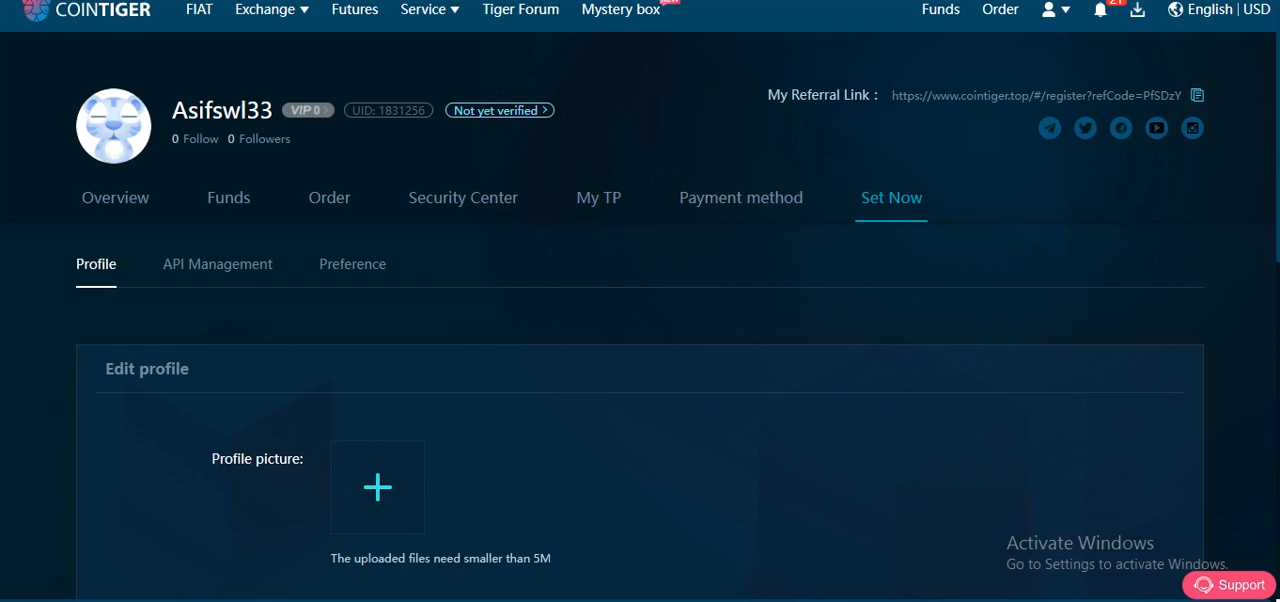 COINTIGER FIAT Exchange Futures Service Tiger Forum Mystery box NEW Funds Order 21 English | USD
Asifswl33 VIP 0 > UID: 1831256 Not yet verified >
0 Follow 0 Followers
My Referral Link : https://www.cointiger.top/#/register?refCode=PfSDzY
Overview Funds Order Security Center My TP Payment method Set Now
Profile API Management Preference
Edit profile
Profile picture:
The uploaded files need smaller than 5M
Activate Windows
Go to Settings to activate Windows.
Support